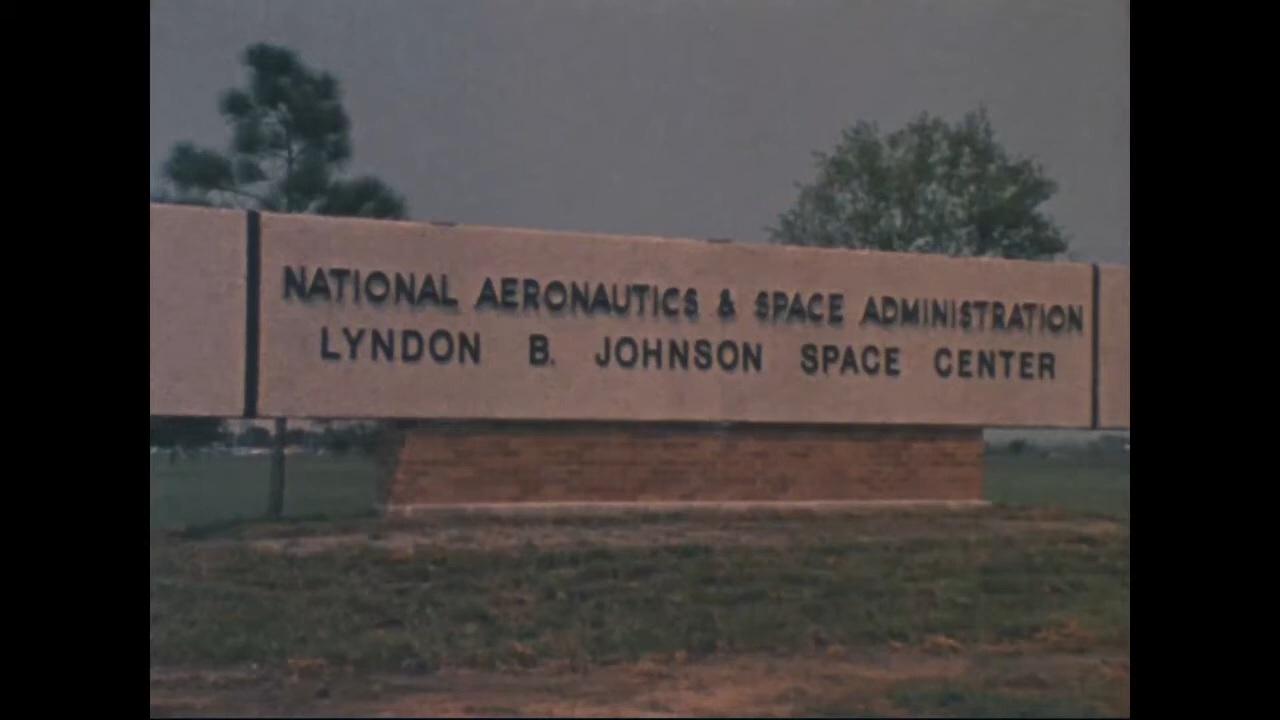 NATIONAL AERONAUTICS & SPACE ADMINISTRATION
LYNDON B. JOHNSON SPACE CENTER